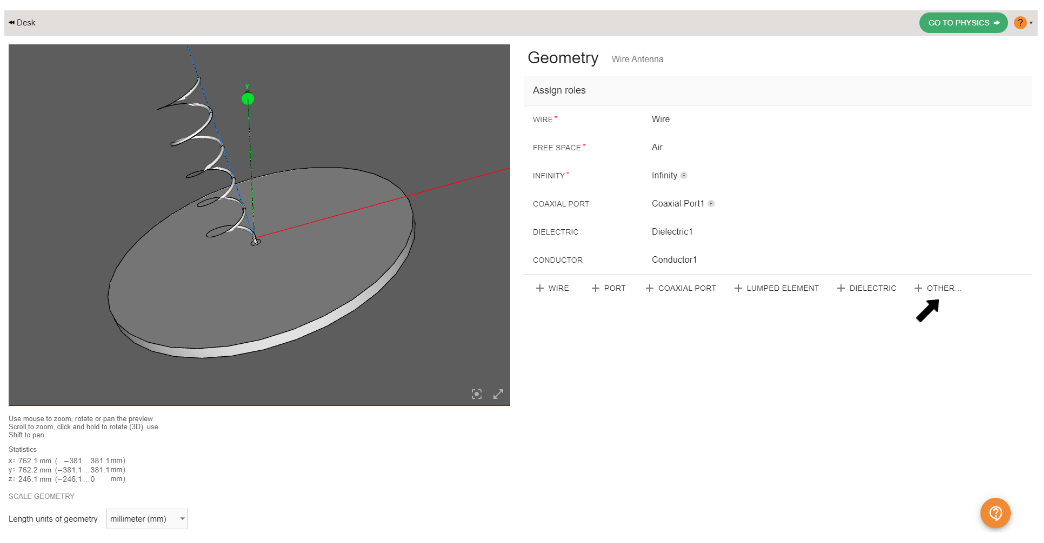 Desk
GO TO PHYSICS
?
Geometry Wire Antenna
Assign roles
WIRE* Wire
FREE SPACE* Air
INFINITY* Infinity
COAXIAL PORT Coaxial Port1
DIELECTRIC Dielectric1
CONDUCTOR Conductor1
+ WIRE + PORT + COAXIAL PORT + LUMPED ELEMENT + DIELECTRIC + OTHER...
Y
Use mouse to zoom, rotate or pan the preview.
Scroll to zoom, click and hold to rotate (3D). use
Shift to pan.
Statistics
x: 762.1 mm ( −381 ...381.1mm)
y: 762.2 mm (−381.1 ...381.1mm)
z: 246.1 mm (−246.1 ...0 mm)
SCALE GEOMETRY
Length units of geometry millimeter (mm)